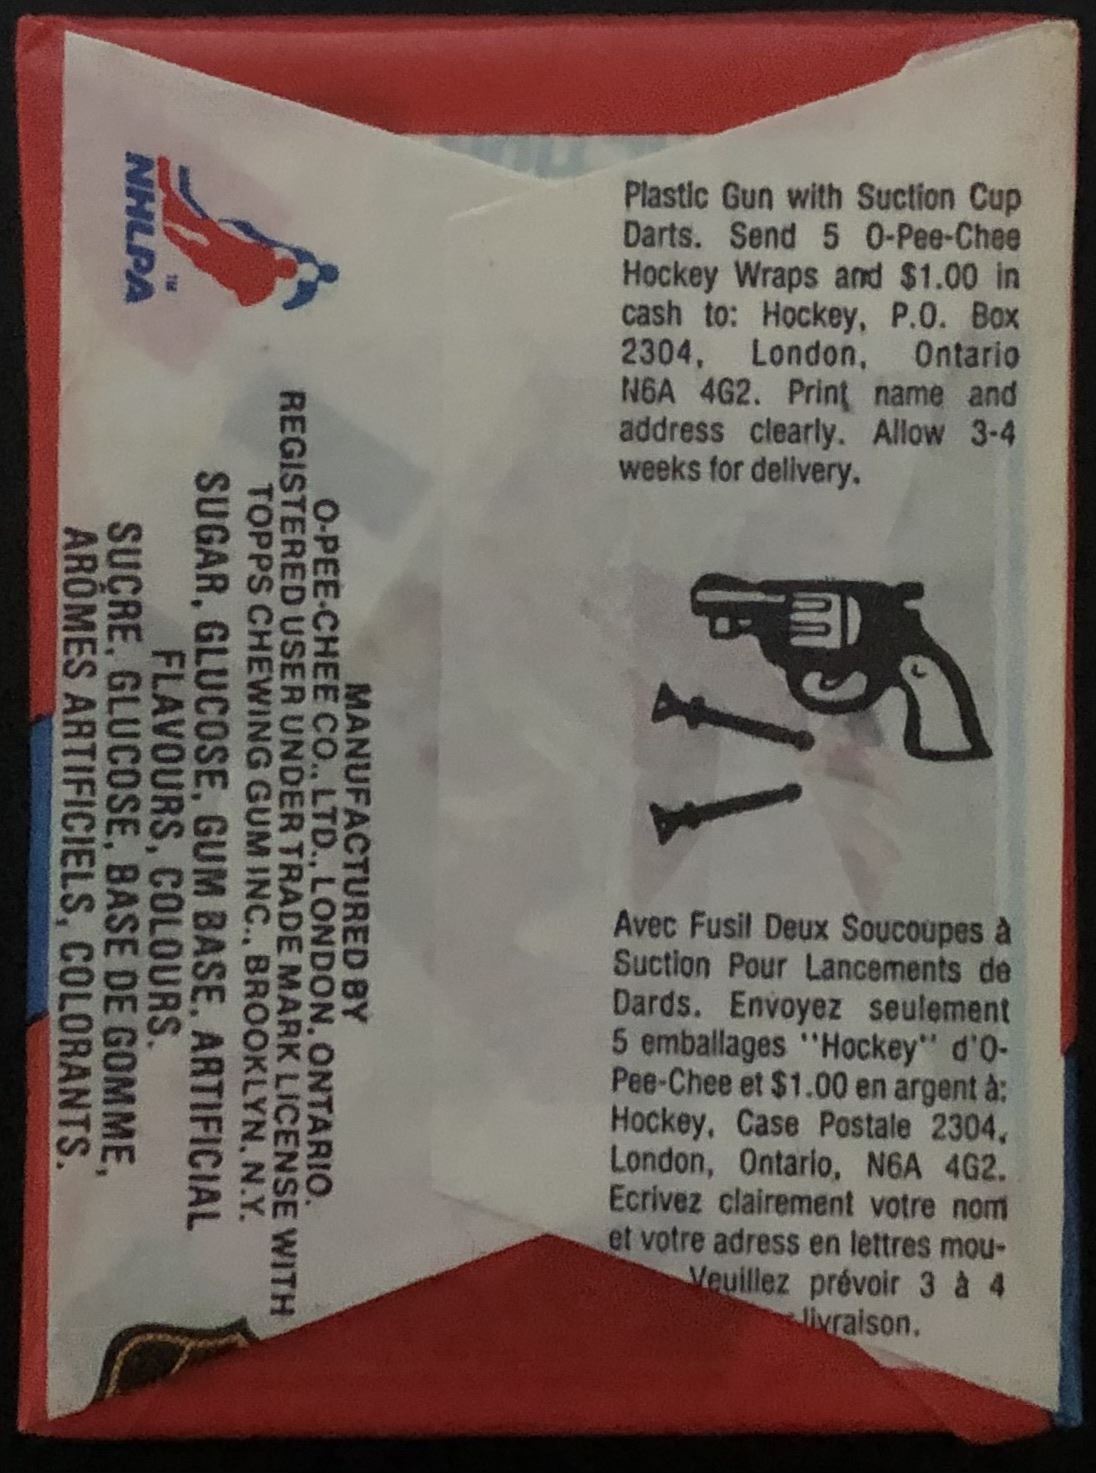 Plastic Gun with Suction Cup
Darts. Send 5 O-Pee-Chee
Hockey Wraps and $1.00 in
cash to: Hockey, P.O. Box
2304, London, Ontario
N6A 4G2. Print name and
address clearly. Allow 3-4
weeks for delivery.
Avec Fusil Deux Soucoupes à
Suction Pour Lancements de
Dards. Envoyez seulement
5 emballages "Hockey" d'O-
Pee-Chee et $1.00 en argent à:
Hockey, Case Postale 2304,
London, Ontario, N6A 4G2.
Ecrivez clairement votre nom
et votre adress en lettres mou-
Veuillez prévoir 3 à 4
livraison.
NHLPA
TM
MANUFACTURED BY
O-PEE-CHEE CO., LTD., LONDON, ONTARIO.
REGISTERED USER UNDER TRADE MARK LICENSE WITH
TOPPS CHEWING GUM INC., BROOKLYN, N.Y.
SUGAR, GLUCOSE, GUM BASE, ARTIFICIAL
FLAVOURS, COLOURS.
SUCRE, GLUCOSE, BASE DE GOMME,
ARÔMES ARTIFICIELS, COLORANTS.